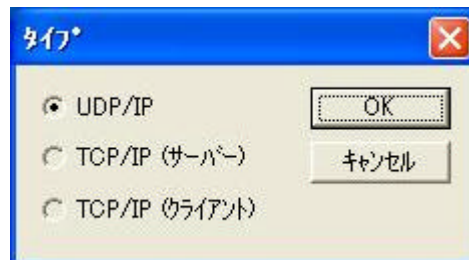 ﾀｲﾌﾟ
UDP/IP
OK
TCP/IP (ｻｰﾊﾞｰ)
ｷｬﾝｾﾙ
TCP/IP (ｸﾗｲｱﾝﾄ)